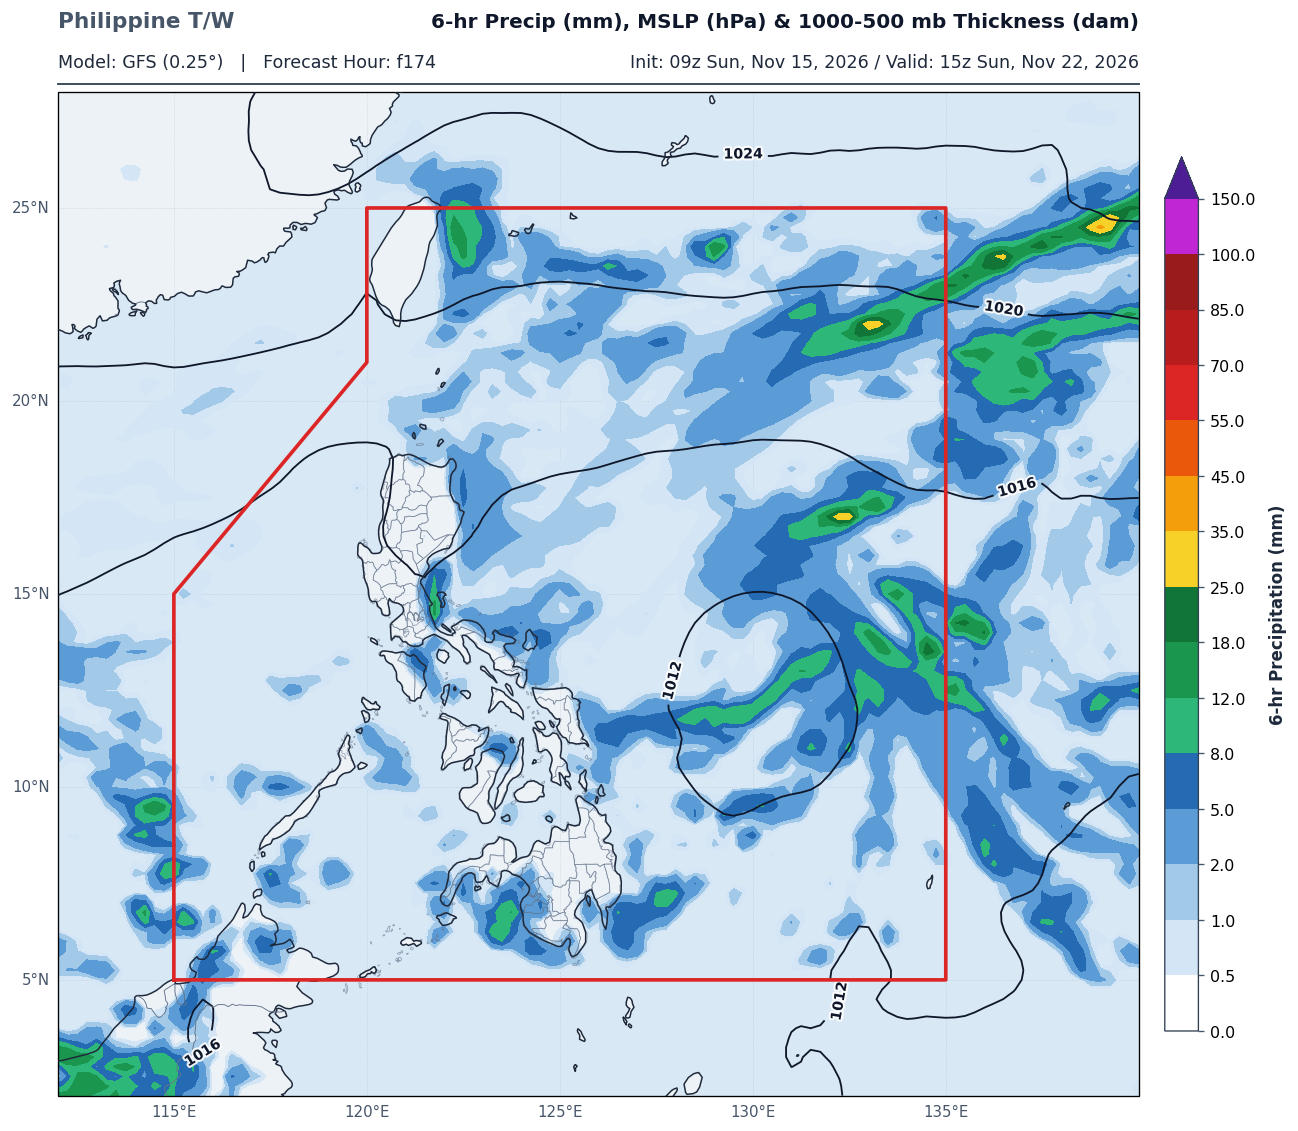 Philippine T/W
6-hr Precip (mm), MSLP (hPa) & 1000-500 mb Thickness (dam)
Model: GFS (0.25°) | Forecast Hour: f174
Init: 09z Sun, Nov 15, 2026 / Valid: 15z Sun, Nov 22, 2026
1024
1020
1016
1012
1012
1016
25°N
20°N
15°N
10°N
5°N
115°E
120°E
125°E
130°E
135°E
150.0
100.0
85.0
70.0
55.0
45.0
35.0
25.0
18.0
12.0
8.0
5.0
2.0
1.0
0.5
0.0
6-hr Precipitation (mm)